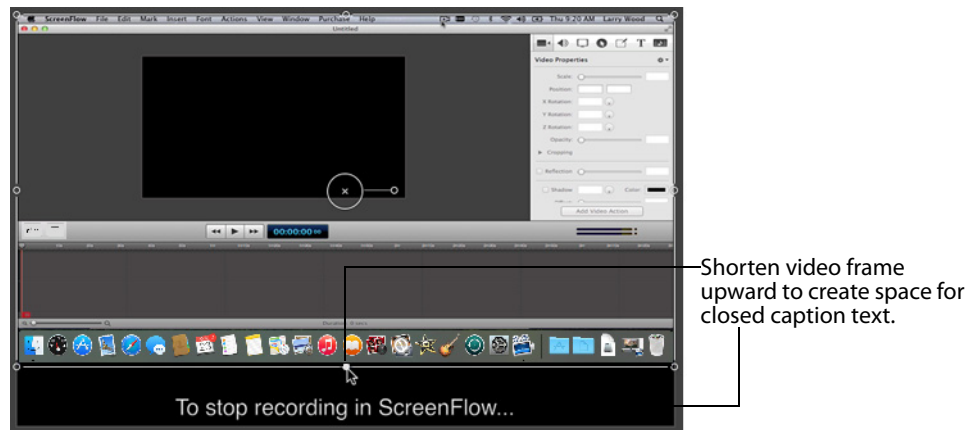 ScreenFlow File Edit Mark Insert Font Actions View Window Purchase Help Thu 9:20 AM Larry Wood
Untitled
T
Video Properties
Scale:
Position:
X Rotation:
Y Rotation:
Z Rotation:
Opacity:
Cropping
Reflection
Shadow Color:
Add Video Action
00:00:00
Shorten video frame
upward to create space for
closed caption text.
To stop recording in ScreenFlow...